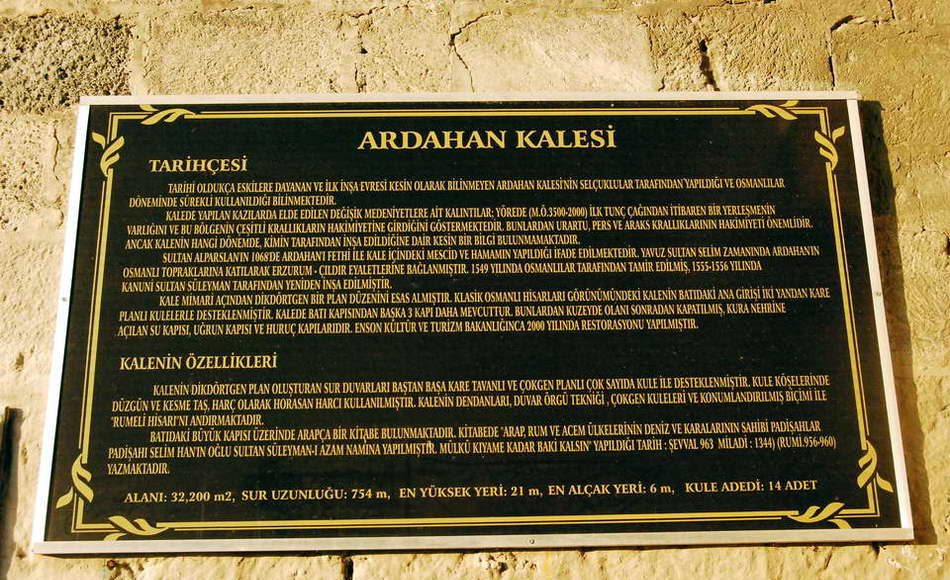 ARDAHAN KALESİ
TARİHÇESİ
TARİHİ OLDUKÇA ESKİLERE DAYANAN VE İLK İNŞA EVRESİ KESİN OLARAK BİLİNMEYEN ARDAHAN KALESİ'NİN SELÇUKLULAR TARAFINDAN YAPILDIĞI VE OSMANLILAR
DÖNEMİNDE SÜREKLİ KULLANILDIĞI BİLİNMEKTEDİR.
KALEDE YAPILAN KAZILARDA ELDE EDİLEN DEĞİŞİK MEDENİYETLERE AİT KALINTILAR; YÖREDE (M.Ö.3500-2000) İLK TUNÇ ÇAĞINDAN İTİBAREN BİR YERLEŞMENİN
VARLIĞINI VE BU BÖLGENİN ÇEŞİTLİ KRALLIKLARIN HAKİMİYETİNE GİRDİĞİNİ GÖSTERMEKTEDİR. BUNLARDAN URARTU, PERS VE ARAKS KRALLIKLARININ HAKİMİYETİ ÖNEMLİDİR.
ANCAK KALENİN HANGİ DÖNEMDE, KİMİN TARAFINDAN İNŞA EDİLDİĞİNE DAİR KESİN BİR BİLGİ BULUNMAMAKTADIR.
SULTAN ALPARSLAN'IN 1068'DE ARDAHAN'I FETHİ İLE KALE İÇİNDEKİ MESCİD VE HAMAMIN YAPILDIĞI İFADE EDİLMEKTEDİR. YAVUZ SULTAN SELİM ZAMANINDA ARDAHAN'IN
OSMANLI TOPRAKLARINA KATILARAK ERZURUM - ÇILDIR EYALETLERİNE BAĞLANMIŞTIR. 1549 YILINDA OSMANLILAR TARAFINDAN TAMİR EDİLMİŞ, 1555-1556 YILINDA
KANUNİ SULTAN SÜLEYMAN TARAFINDAN YENİDEN İNŞA EDİLMİŞTİR.
KALE MİMARİ AÇINDAN DİKDÖRTGEN BİR PLAN DÜZENİNİ ESAS ALMIŞTIR. KLASİK OSMANLI HİSARLARI GÖRÜNÜMÜNDEKİ KALENİN BATIDAKİ ANA GİRİŞİ İKİ YANDAN KARE
PLANLI KULELERLE DESTEKLENMİŞTİR. KALEDE BATI KAPISINDAN BAŞKA 3 KAPI DAHA MEVCUTTUR. BUNLARDAN KUZEYDE OLANI SONRADAN KAPATILMIŞ, KURA NEHRİNE
AÇILAN SU KAPISI, UĞRUN KAPISI VE HURUÇ KAPILARIDIR. ENSON KÜLTÜR VE TURİZM BAKANLIĞINCA 2000 YILINDA RESTORASYONU YAPILMIŞTIR.
KALENİN ÖZELLİKLERİ
KALENİN DİKDÖRTGEN PLAN OLUŞTURAN SUR DUVARLARI BAŞTAN BAŞA KARE TAVANLI VE ÇOKGEN PLANLI ÇOK SAYIDA KULE İLE DESTEKLENMİŞTİR. KULE KÖŞELERİNDE
DÜZGÜN VE KESME TAŞ, HARÇ OLARAK HORASAN HARCI KULLANILMIŞTIR. KALENİN DENDANLARI, DUVAR ÖRGÜ TEKNİĞİ , ÇOKGEN KULELERİ VE KONUMLANDIRILMIŞ BİÇİMİ İLE
'RUMELİ HİSARI'NI ANDIRMAKTADIR.
BATIDAKİ BÜYÜK KAPISI ÜZERİNDE ARAPÇA BİR KİTABE BULUNMAKTADIR. KİTABEDE 'ARAP, RUM VE ACEM ÜLKELERİNİN DENİZ VE KARALARININ SAHİBİ PADİŞAHLAR
PADİŞAHI SELİM HAN'IN OĞLU SULTAN SÜLEYMAN-I AZAM NAMINA YAPILMIŞTIR. MÜLKÜ KIYAME KADAR BAKİ KALSIN' YAPILDIĞI TARİH : ŞEVVAL 963 MİLADİ : 1344) (RUMİ.956-960)
YAZMAKTADIR.
ALANI: 32,200 m2, SUR UZUNLUĞU: 754 m, EN YÜKSEK YERİ: 21 m, EN ALÇAK YERİ: 6 m, KULE ADEDİ: 14 ADET